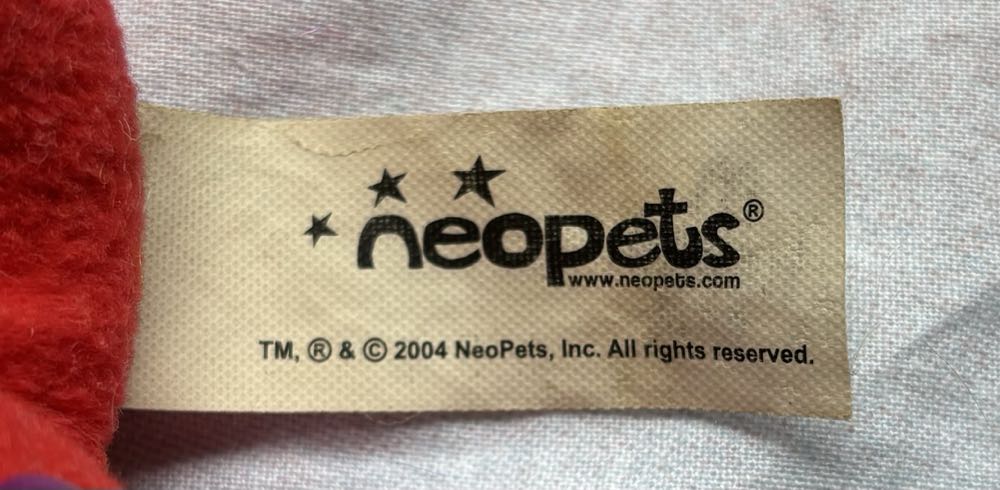 neopets®
www.neopets.com
TM, ® & © 2004 NeoPets, Inc. All rights reserved.